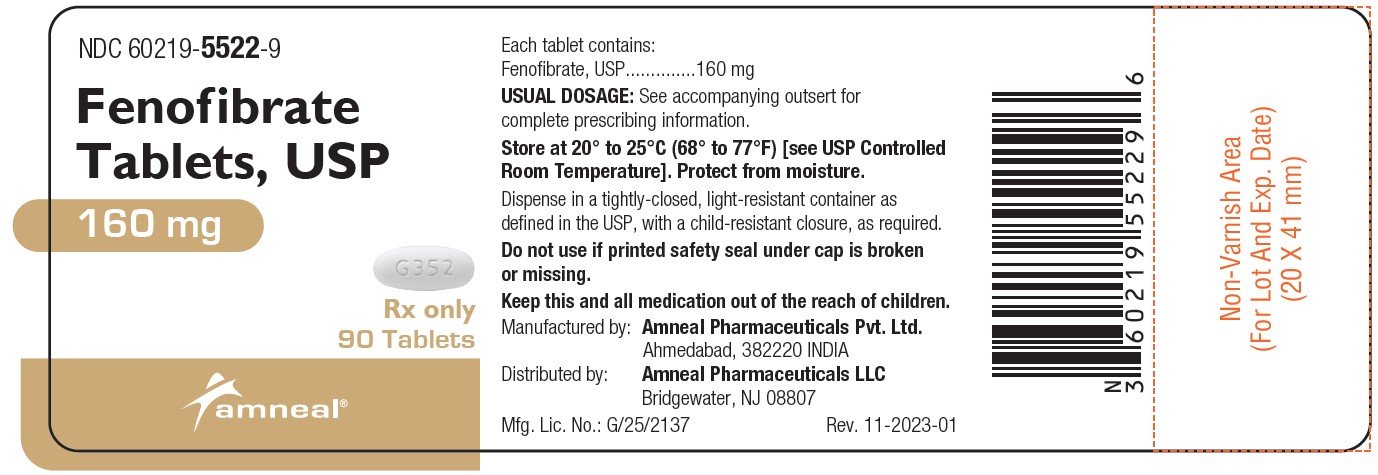 NDC 60219-5522-9
Fenofibrate
Tablets, USP
160 mg
G352
Rx only
90 Tablets
amneal®
Each tablet contains:
Fenofibrate, USP..............160 mg
USUAL DOSAGE: See accompanying outsert for
complete prescribing information.
Store at 20° to 25°C (68° to 77°F) [see USP Controlled
Room Temperature]. Protect from moisture.
Dispense in a tightly-closed, light-resistant container as
defined in the USP, with a child-resistant closure, as required.
Do not use if printed safety seal under cap is broken
or missing.
Keep this and all medication out of the reach of children.
Manufactured by: Amneal Pharmaceuticals Pvt. Ltd.
Ahmedabad, 382220 INDIA
Distributed by: Amneal Pharmaceuticals LLC
Bridgewater, NJ 08807
Mfg. Lic. No.: G/25/2137 Rev. 11-2023-01
N
3 60219 55229 6
Non-Varnish Area
(For Lot And Exp. Date)
(20 X 41 mm)